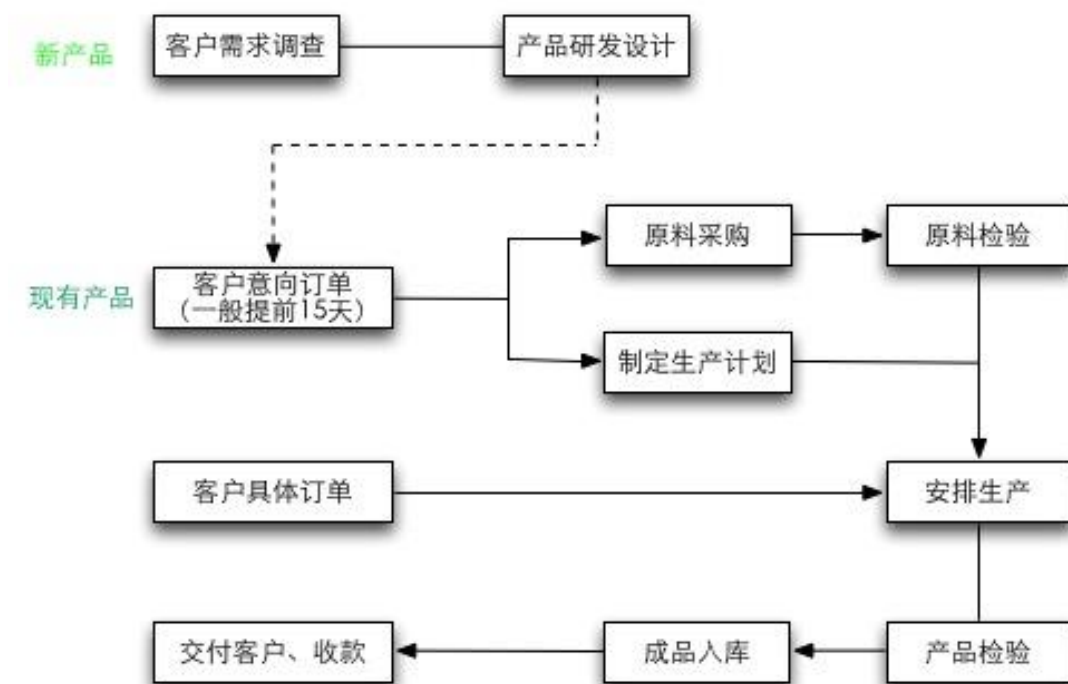 新产品
客户需求调查
产品研发设计
原料采购
原料检验
现有产品
客户意向订单
（一般提前15天）
制定生产计划
客户具体订单
安排生产
交付客户、收款
成品入库
产品检验